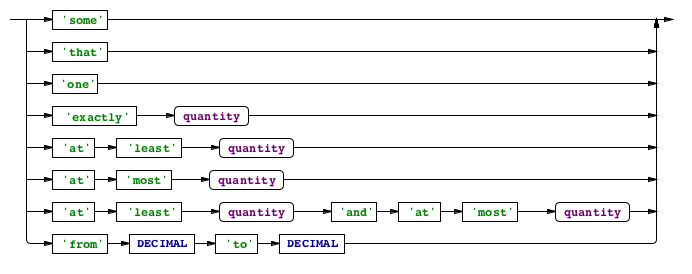 'some'
'that'
'one'
'exactly' quantity
'at' 'least' quantity
'at' 'most' quantity
'at' 'least' quantity 'and' 'at' 'most' quantity
'from' DECIMAL 'to' DECIMAL